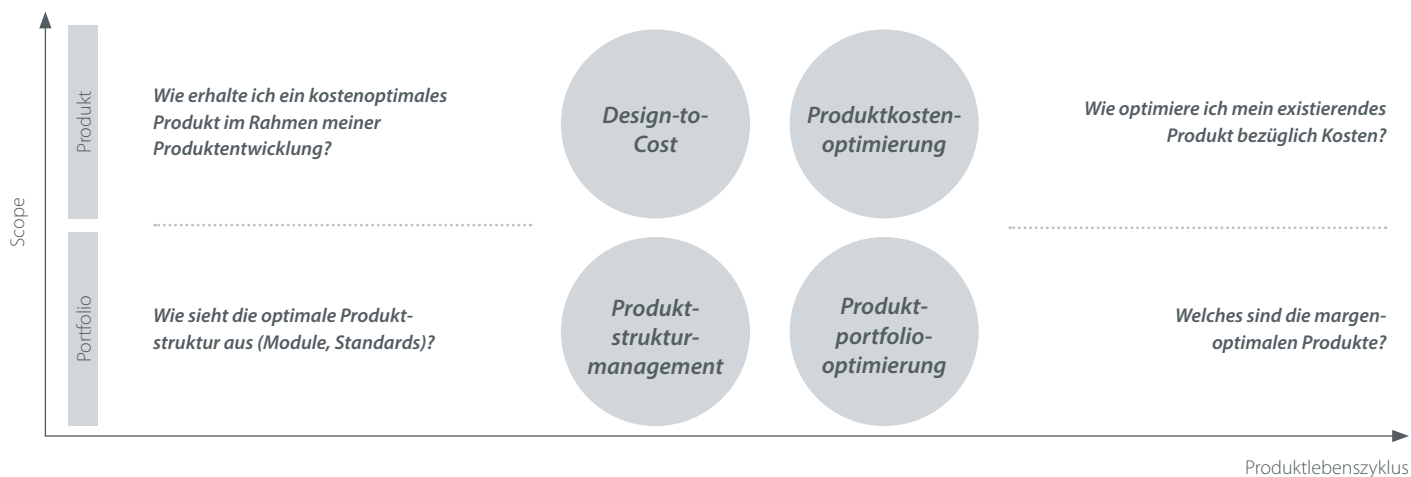 Scope
Produkt
Wie erhalte ich ein kostenoptimales
Produkt im Rahmen meiner
Produktentwicklung?
Design-to-
Cost
Produktkosten-
optimierung
Wie optimiere ich mein existierendes
Produkt bezüglich Kosten?
Portfolio
Wie sieht die optimale Produkt-
struktur aus (Module, Standards)?
Produkt-
struktur-
management
Produkt-
portfolio-
optimierung
Welches sind die margen-
optimalen Produkte?
Produktlebenszyklus